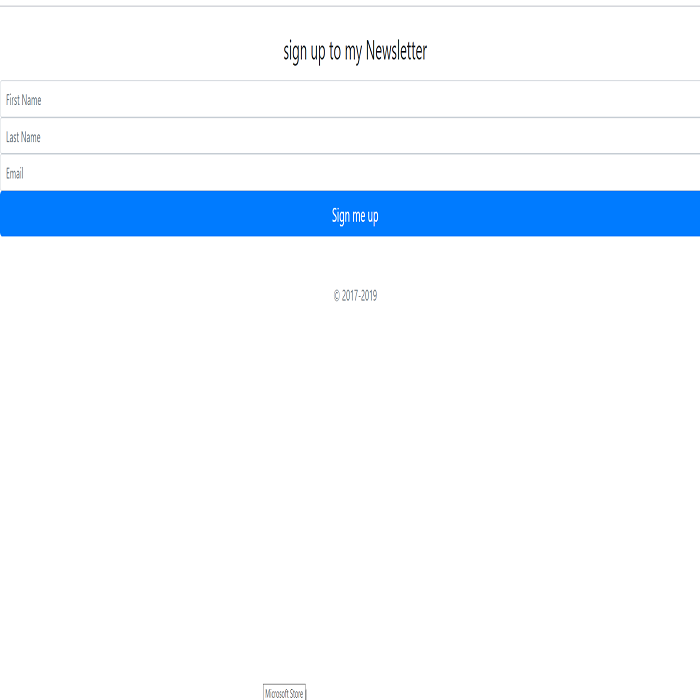 sign up to my Newsletter
First Name
Last Name
Email
Sign me up
© 2017-2019
Microsoft Store